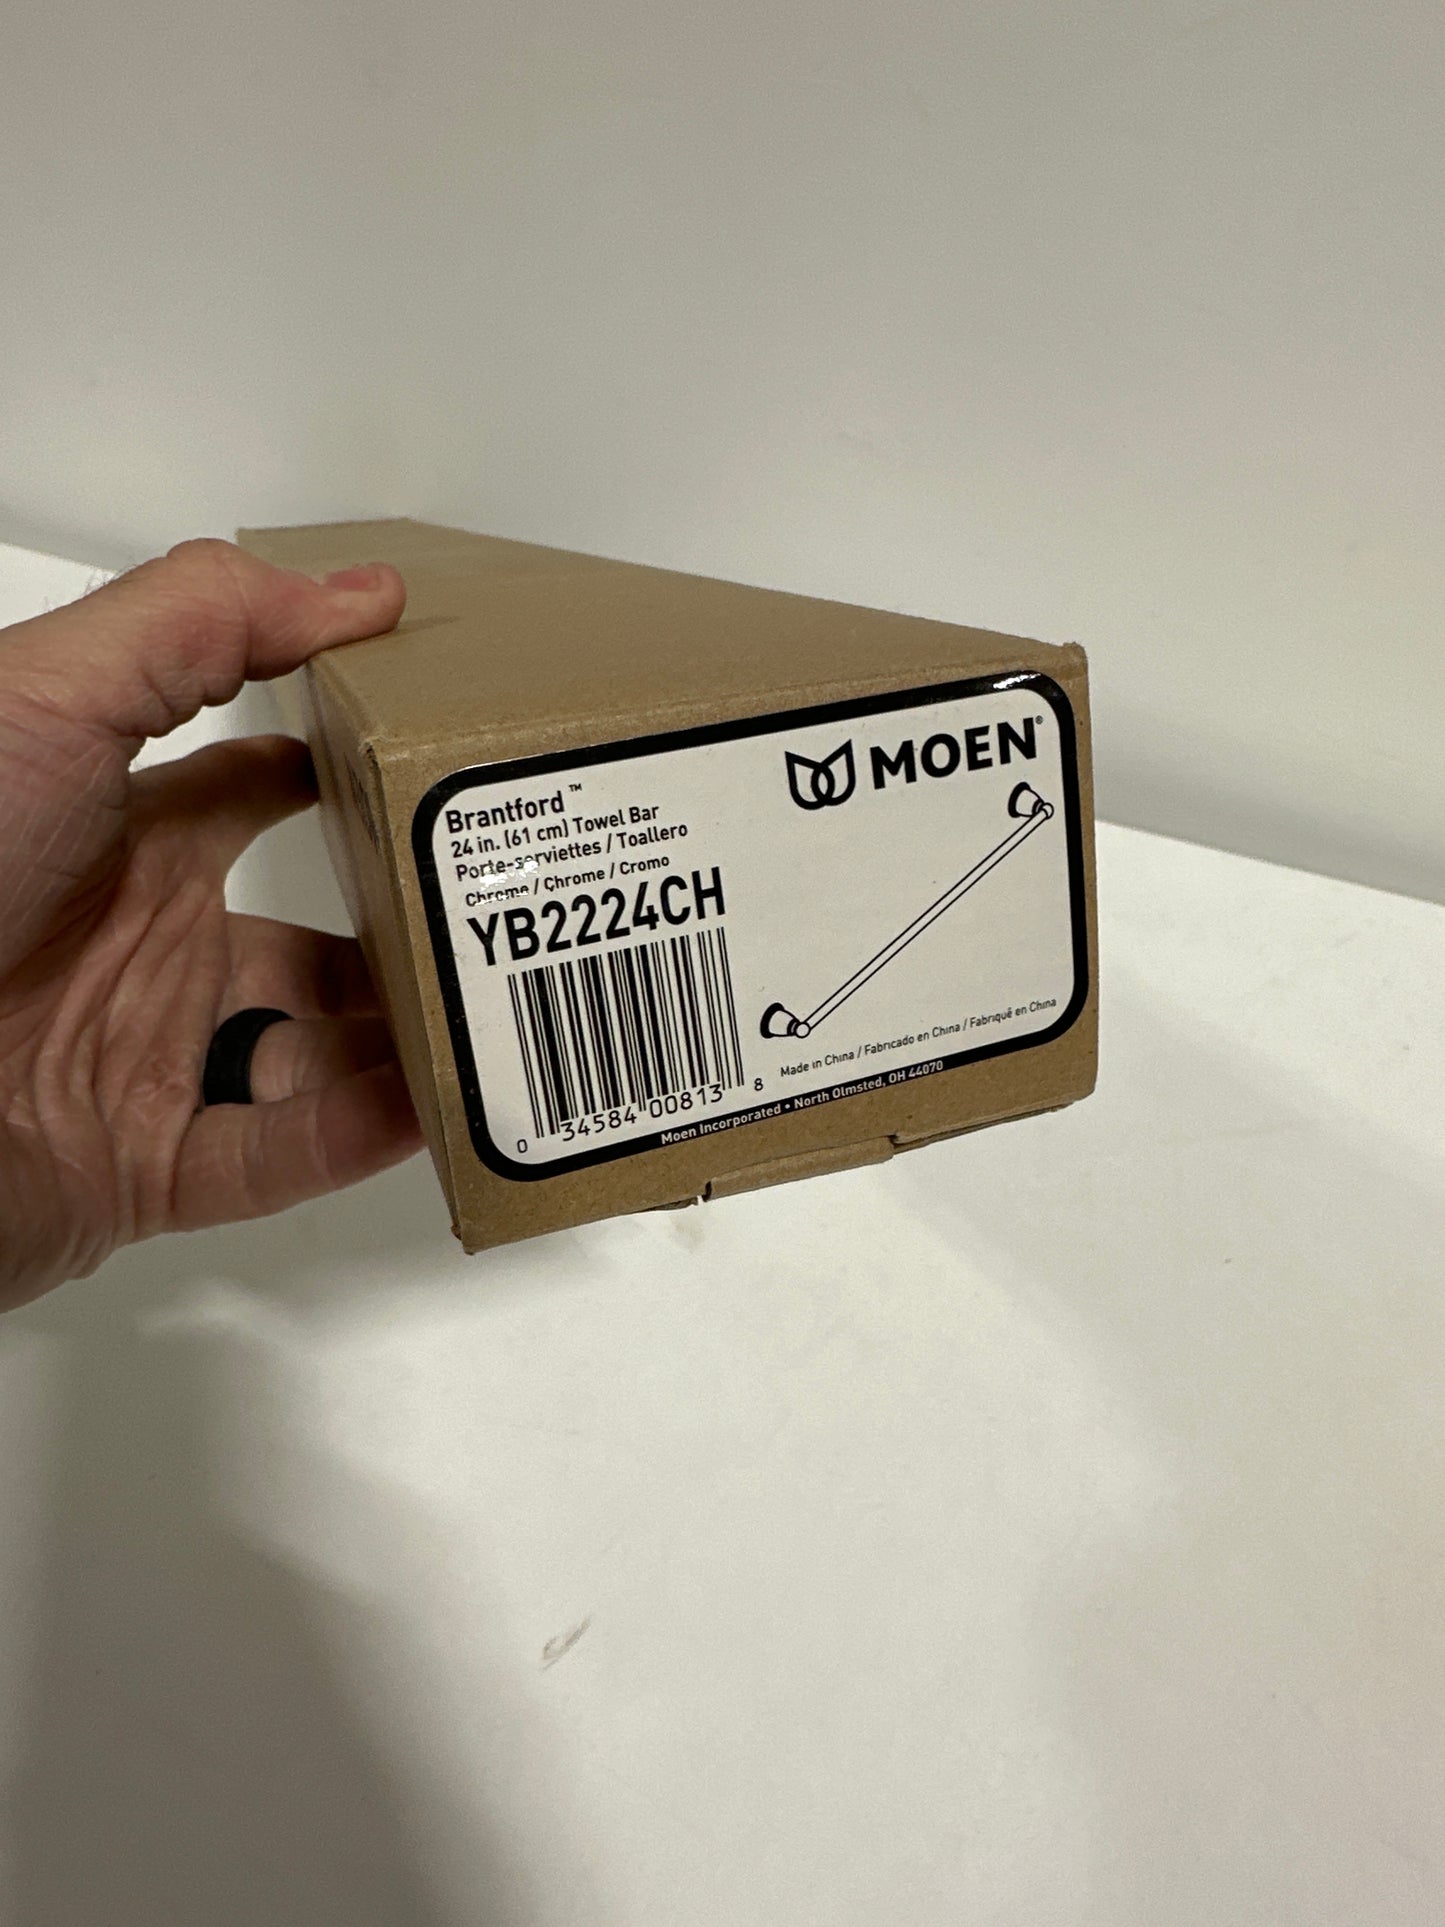 MOEN®
Brantford™
24 in. (61 cm) Towel Bar
Porte-serviettes / Toallero
Chrome / Chrome / Cromo
YB2224CH
0 34584 00813 8
Made in China / Fabricado en China / Fabriqué en China
Moen Incorporated • North Olmsted, OH 44070